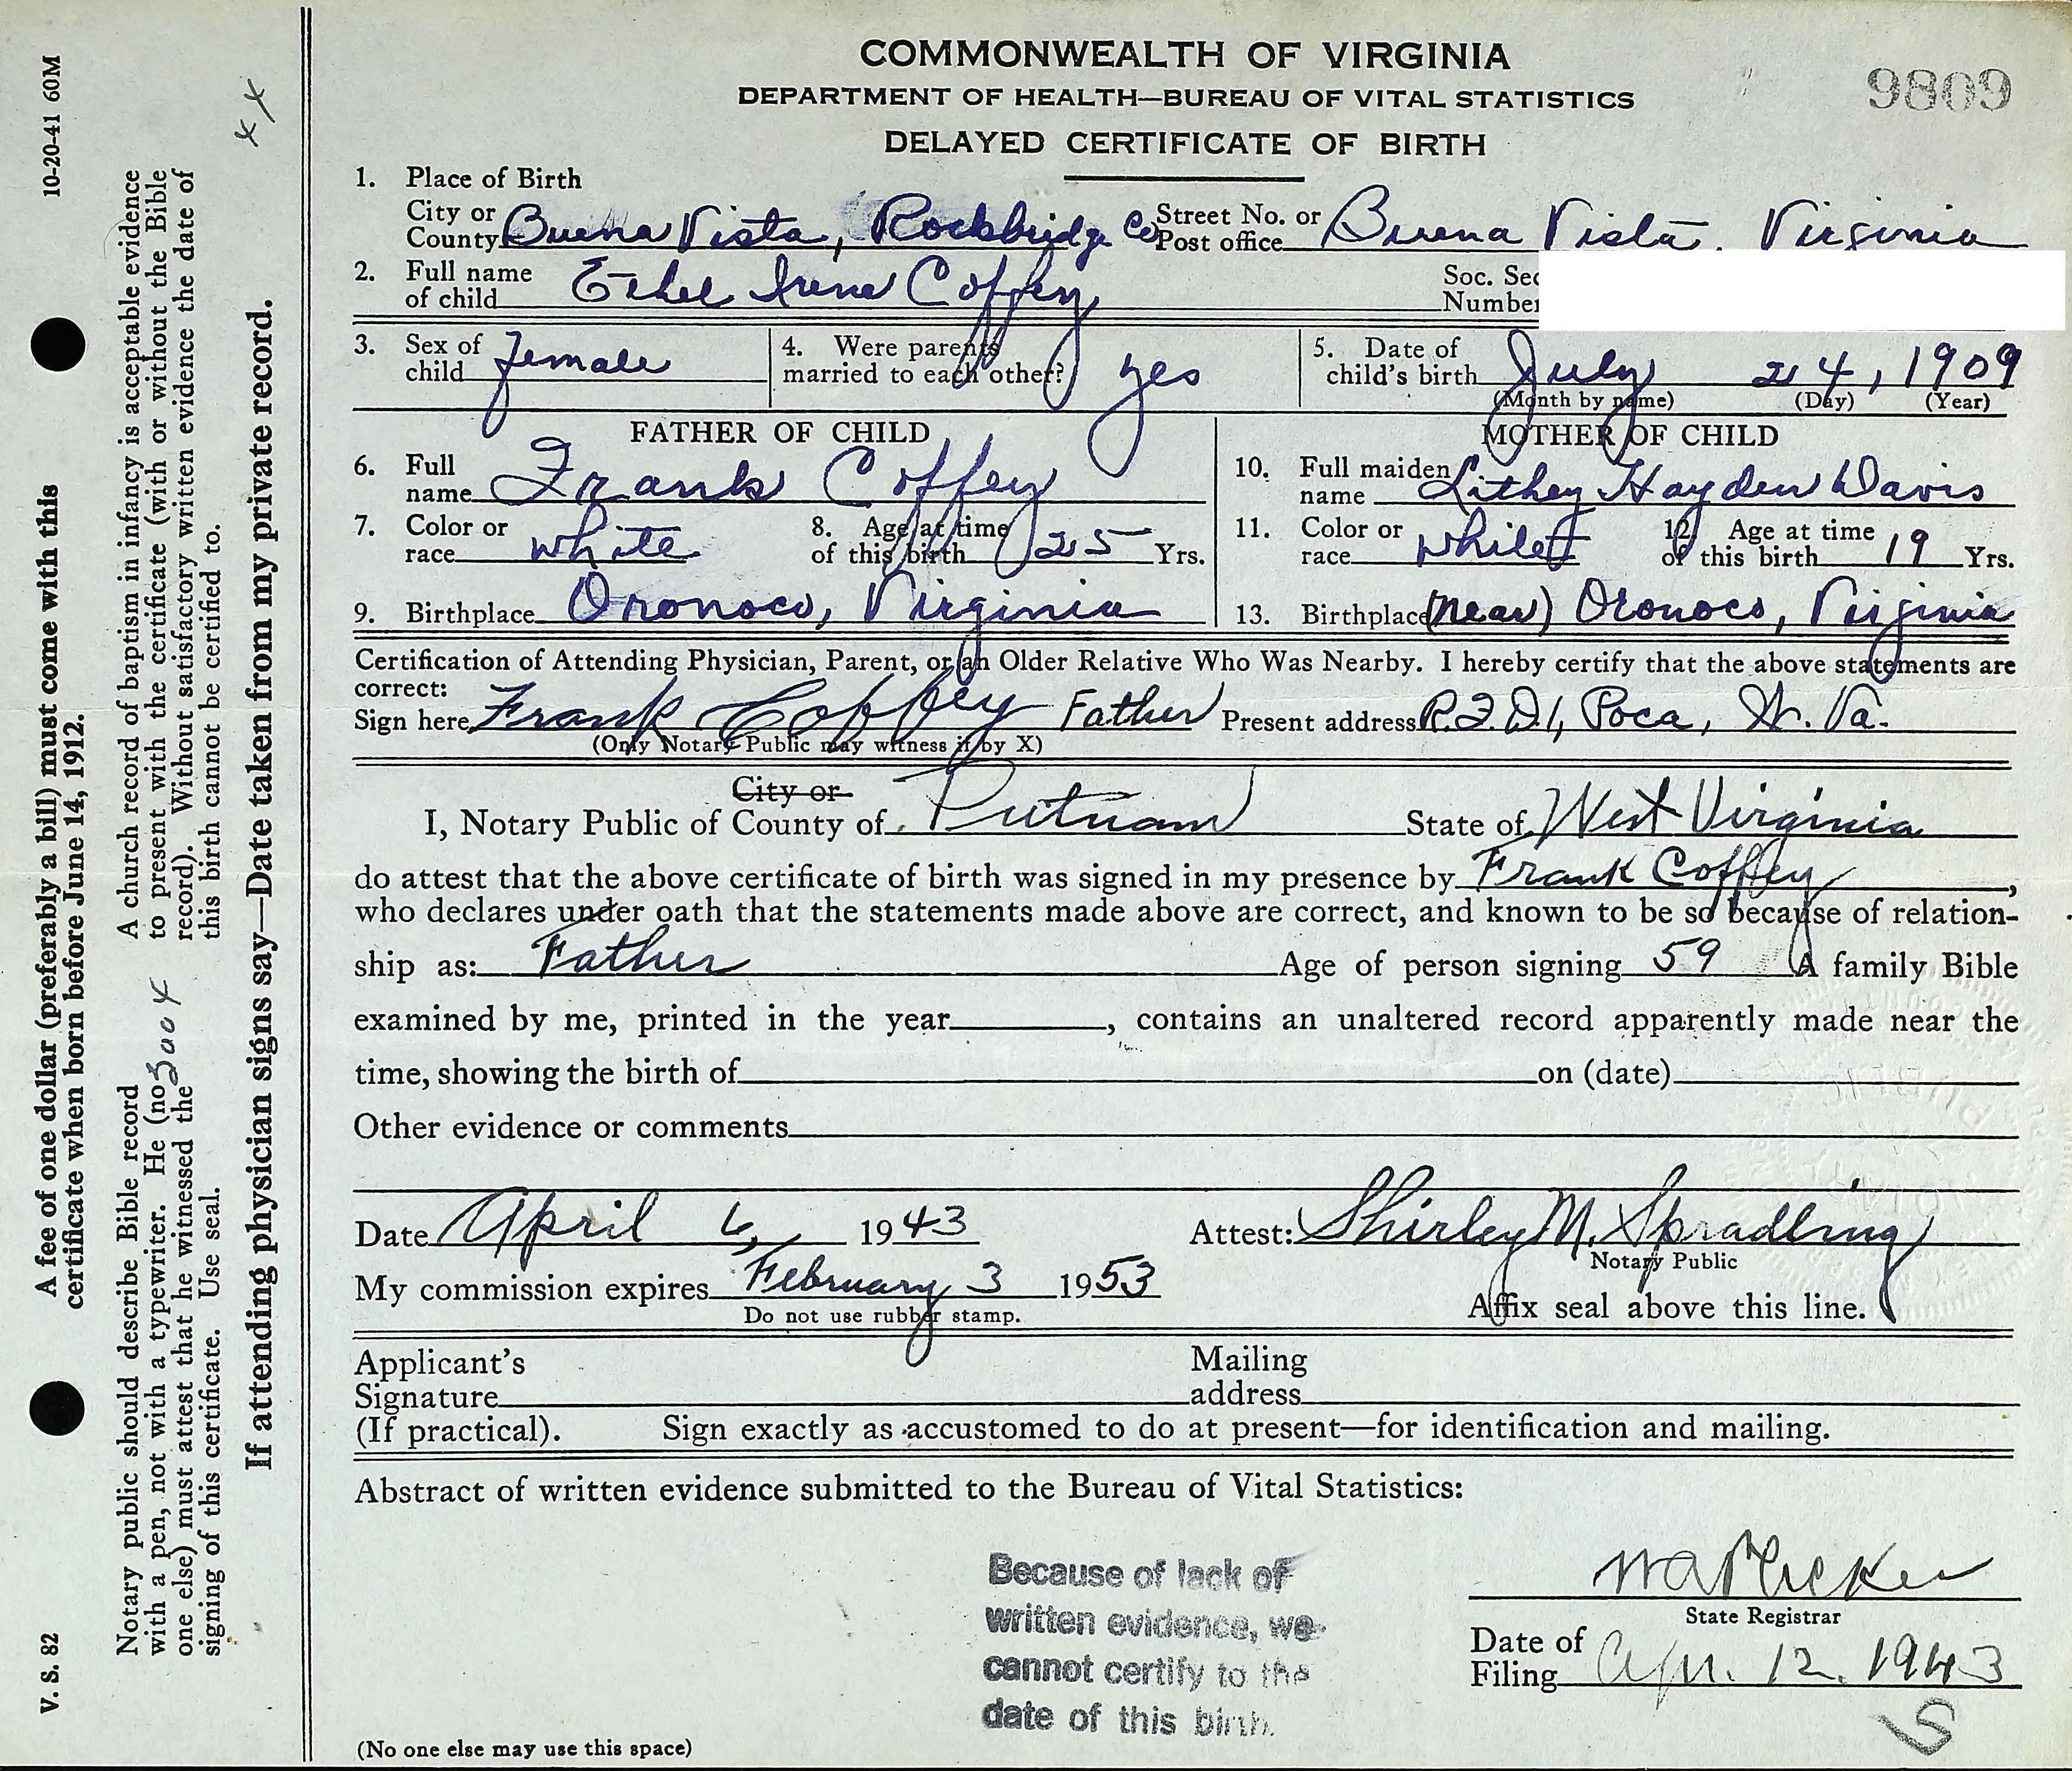 COMMONWEALTH OF VIRGINIA
DEPARTMENT OF HEALTH—BUREAU OF VITAL STATISTICS
DELAYED CERTIFICATE OF BIRTH
9809
1. Place of Birth
City or County Buena Vista, Rockbridge Co Street No. or Post office Buena Vista, Virginia
2. Full name of child Ethel Irene Coffey Soc. Sec Number
3. Sex of child female 4. Were parents married to each other? yes 5. Date of child's birth July 24, 1909
(Month by name) (Day) (Year)
FATHER OF CHILD
6. Full name Frank Coffey
7. Color or race white 8. Age at time of this birth 25 Yrs.
9. Birthplace Oronoco, Virginia
MOTHER OF CHILD
10. Full maiden name Lithey Hayden Davis
11. Color or race white 12. Age at time of this birth 19 Yrs.
13. Birthplace (near) Oronoco, Virginia
Certification of Attending Physician, Parent, or an Older Relative Who Was Nearby. I hereby certify that the above statements are
correct:
Sign here Frank Coffey Father Present address R.F.D.1, Poca, W. Va.
(Only Notary Public may witness if by X)
City or
I, Notary Public of County of Putnam State of West Virginia
do attest that the above certificate of birth was signed in my presence by Frank Coffey,
who declares under oath that the statements made above are correct, and known to be so because of relation-
ship as: Father Age of person signing 59 A family Bible
examined by me, printed in the year , contains an unaltered record apparently made near the
time, showing the birth of on (date)
Other evidence or comments
Date April 6, 1943 Attest: Shirley M. Spradling
Notary Public
My commission expires February 3 1953
Do not use rubber stamp.
Affix seal above this line.
Applicant's Signature Mailing address
(If practical). Sign exactly as accustomed to do at present—for identification and mailing.
Abstract of written evidence submitted to the Bureau of Vital Statistics:
Because of lack of
written evidence, we
cannot certify to the
date of this birth.
W A Plecker
State Registrar
Date of Filing Apr. 12. 1943
S
(No one else may use this space)
V. S. 82
10-20-41 60M
A fee of one dollar (preferably a bill) must come with this
certificate when born before June 14, 1912.
Notary public should describe Bible record
with a pen, not with a typewriter. He (no
one else) must attest that he witnessed the
signing of this certificate. Use seal.
3004
A church record of baptism in infancy is acceptable evidence
to present with the certificate (with or without the Bible
record). Without satisfactory written evidence the date of
this birth cannot be certified to.
If attending physician signs say—Date taken from my private record.
xx